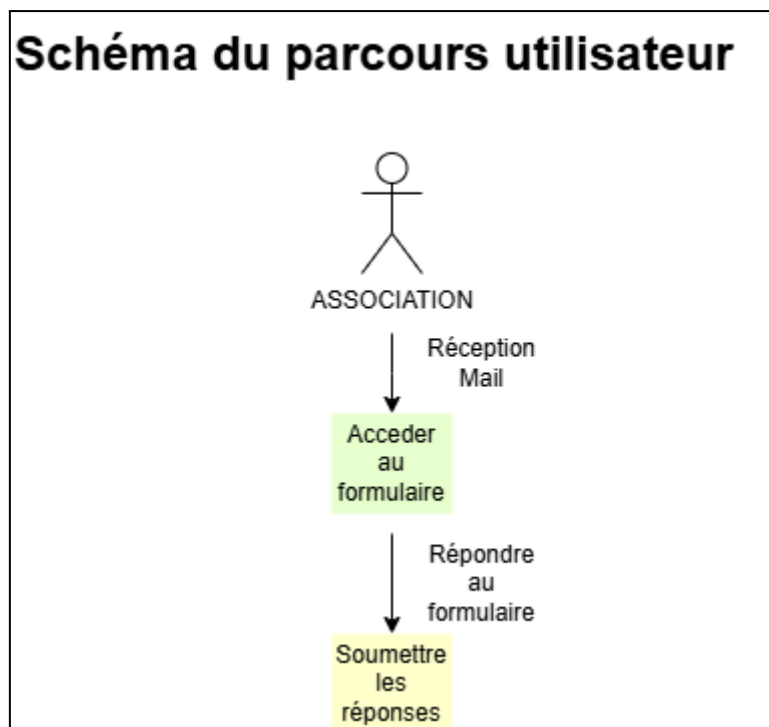 Schéma du parcours utilisateur
ASSOCIATION
Réception
Mail
Acceder
au
formulaire
Répondre
au
formulaire
Soumettre
les
réponses